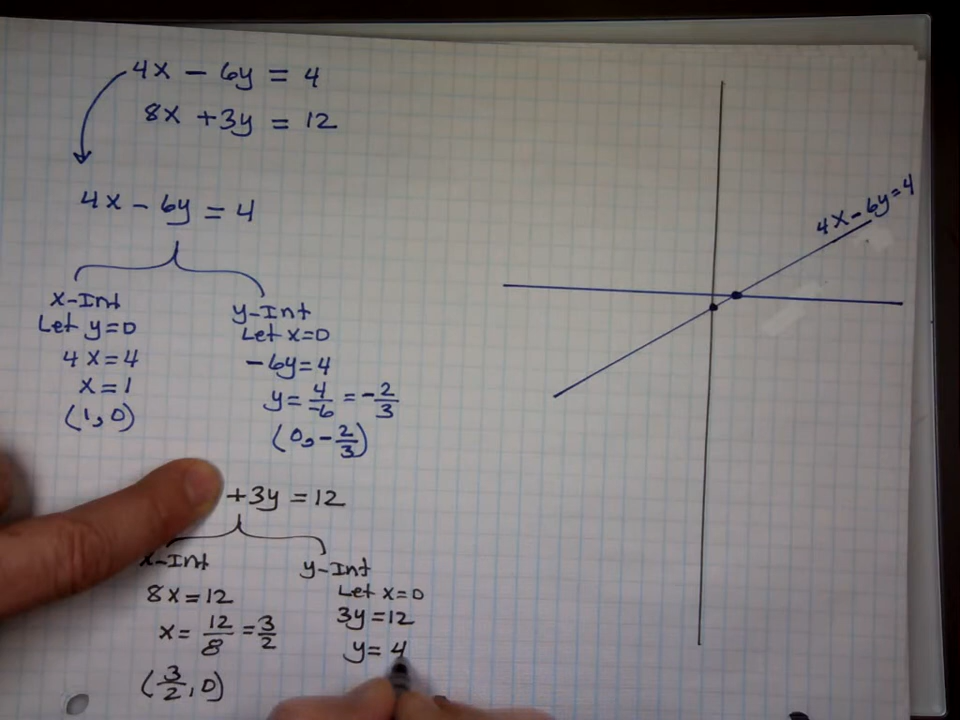 4x − 6y = 4
8x + 3y = 12
4x − 6y = 4
x-Int
Let y=0
4x=4
x=1
(1,0)
y-Int
Let x=0
−6y=4
y= 4/−6 = −2/3
(0, −2/3)
+3y = 12
x-Int
8x=12
x= 12/8 = 3/2
(3/2, 0)
y-Int
Let x=0
3y=12
y= 4
4x−6y=4